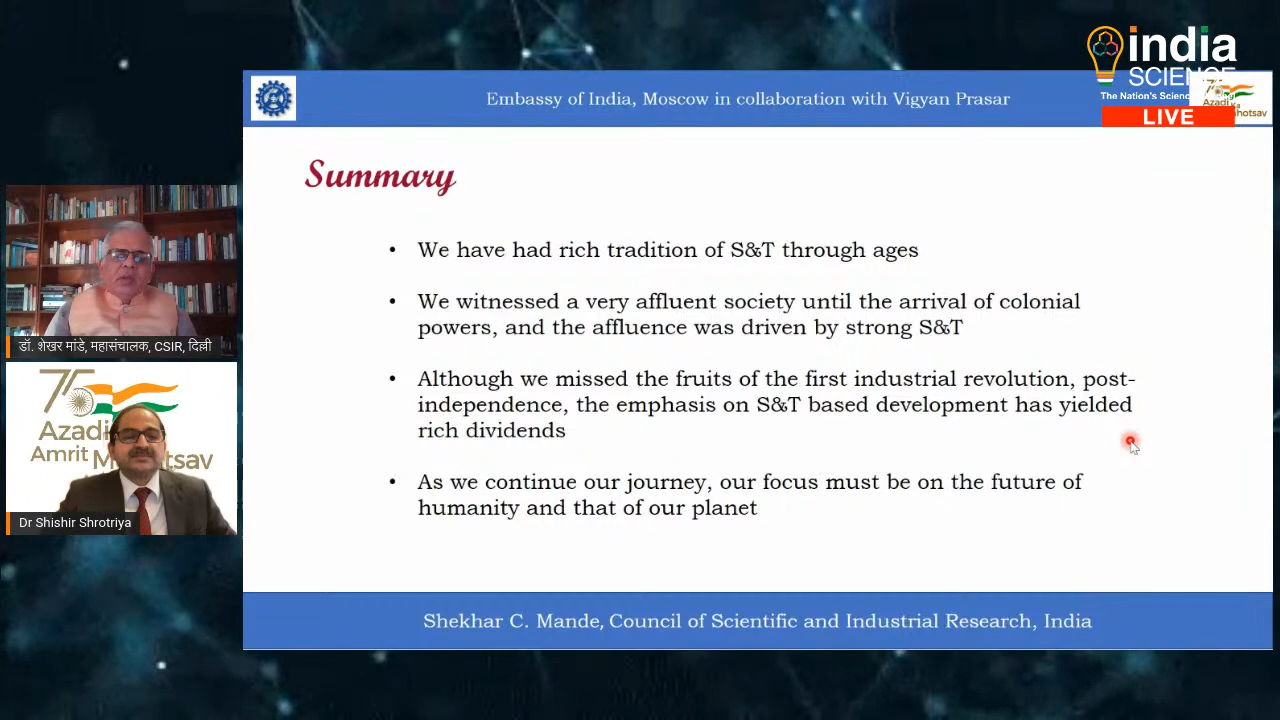 india
SCIENCE
The Nation's Science
LIVE
Azadi Ka
Embassy of India, Moscow in collaboration with Vigyan Prasar
Summary
• We have had rich tradition of S&T through ages
• We witnessed a very affluent society until the arrival of colonial
powers, and the affluence was driven by strong S&T
• Although we missed the fruits of the first industrial revolution, post-
independence, the emphasis on S&T based development has yielded
rich dividends
• As we continue our journey, our focus must be on the future of
humanity and that of our planet
Shekhar C. Mande, Council of Scientific and Industrial Research, India
डॉ. शेखर मांडे, महासंचालक, CSIR, दिल्ली
75
Azadi
Amrit
Dr Shishir Shrotriya